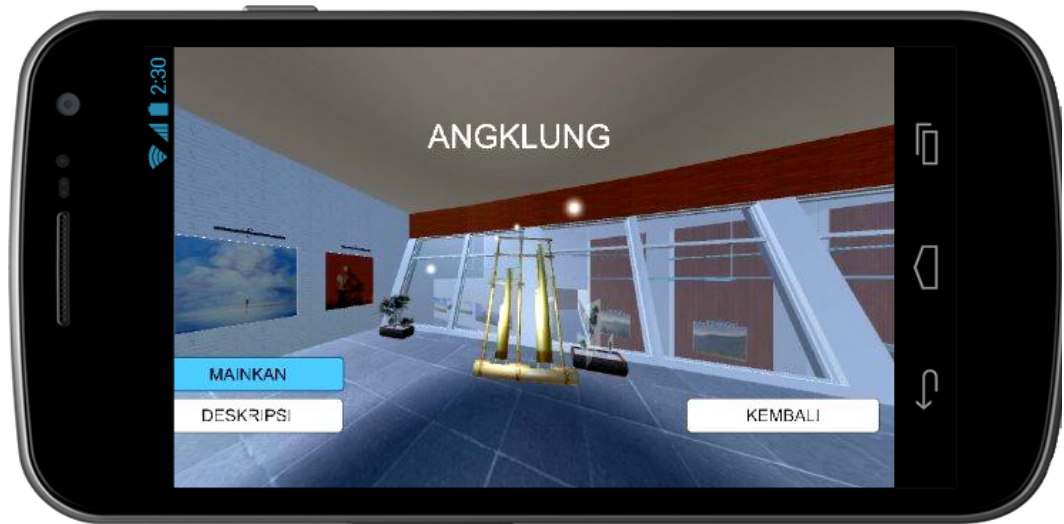 2:30
ANGKLUNG
MAINKAN
DESKRIPSI
KEMBALI